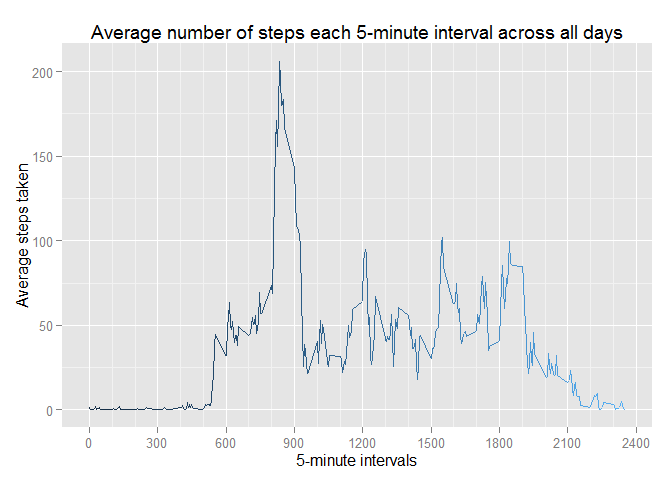 Average number of steps each 5-minute interval across all days
Average steps taken
200
150
100
50
0
0 300 600 900 1200 1500 1800 2100 2400
5-minute intervals